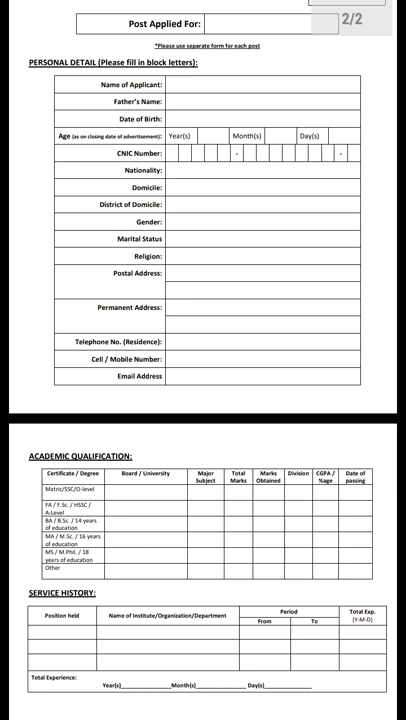 2/2
Post Applied For:
*Please use separate form for each post
PERSONAL DETAIL (Please fill in block letters):
Name of Applicant:
Father's Name:
Date of Birth:
Age (as on closing date of advertisement): Year(s) Month(s) Day(s)
CNIC Number: - -
Nationality:
Domicile:
District of Domicile:
Gender:
Marital Status
Religion:
Postal Address:
Permanent Address:
Telephone No. (Residence):
Cell / Mobile Number:
Email Address
ACADEMIC QUALIFICATION:
Certificate / Degree Board / University Major Subject Total Marks Marks Obtained Division CGPA / %age Date of passing
Matric/SSC/O-level
FA / F.Sc. / HSSC /
A-Level
BA / B.Sc. / 14 years
of education
MA / M.Sc. / 16 years
of education
MS / M.Phil. / 18
years of education
Other
SERVICE HISTORY:
Position held Name of Institute/Organization/Department Period Total Exp.
From To (Y-M-D)
Total Experience:
Year(s)________________Month(s)________________ Day(s)________________